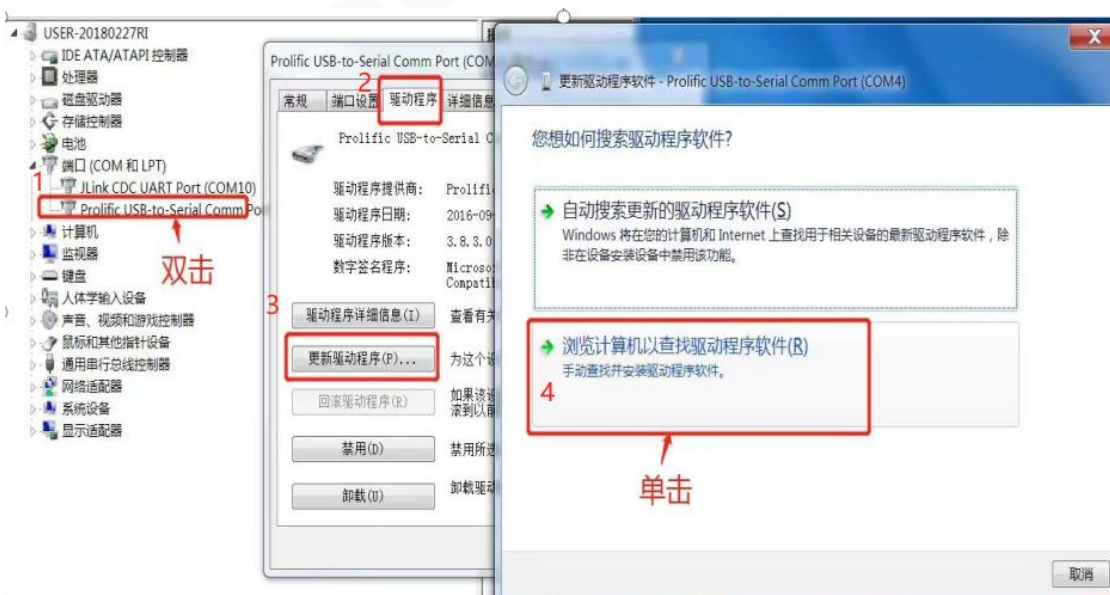 USER-20180227RI
IDE ATA/ATAPI 控制器
处理器
磁盘驱动器
存储控制器
电池
端口 (COM 和 LPT)
1
JLink CDC UART Port (COM10)
Prolific USB-to-Serial Comm Por
计算机
监视器
双击
键盘
人体学输入设备
声音、视频和游戏控制器
鼠标和其他指针设备
通用串行总线控制器
网络适配器
系统设备
显示适配器
Prolific USB-to-Serial Comm Port (COM
2
常规
端口设置
驱动程序
详细信息
Prolific USB-to-Serial C
驱动程序提供商:
Prolifi
驱动程序日期:
2016-09-
驱动程序版本:
3.8.3.0
数字签名程序:
Microsof
Compatil
3
驱动程序详细信息(I)
查看有关
更新驱动程序(P)...
为这个设
回滚驱动程序(R)
如果该设
滚到以前
禁用(D)
禁用所选
卸载(U)
卸载驱动
X
更新驱动程序软件 - Prolific USB-to-Serial Comm Port (COM4)
您想如何搜索驱动程序软件?
自动搜索更新的驱动程序软件(S)
Windows 将在您的计算机和 Internet 上查找用于相关设备的最新驱动程序软件，除
非在设备安装设备中禁用该功能。
浏览计算机以查找驱动程序软件(R)
手动查找并安装驱动程序软件。
4
单击
取消